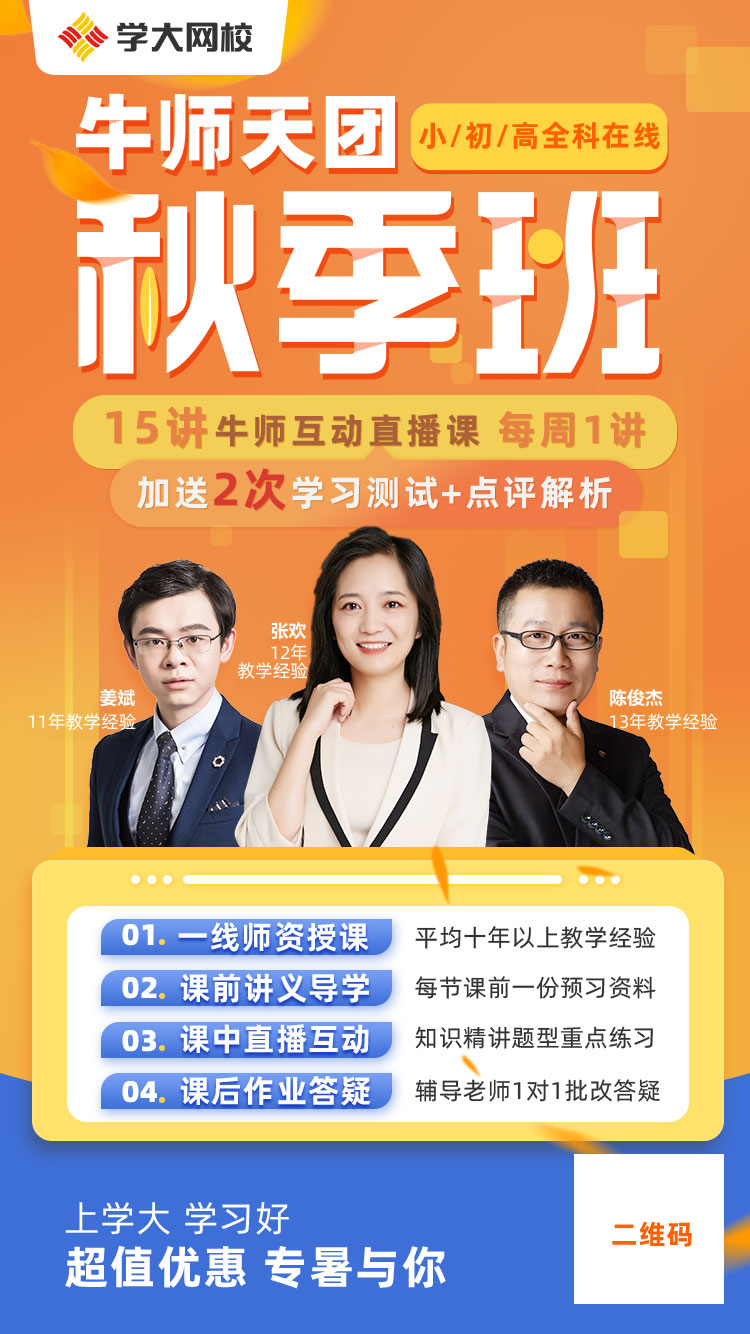 学大网校
牛师天团
小/初/高全科在线
秋季班
15讲牛师互动直播课 每周1讲
加送2次学习测试+点评解析
张欢
12年
教学经验
姜斌
11年教学经验
陈俊杰
13年教学经验
01. 一线师资授课 平均十年以上教学经验
02. 课前讲义导学 每节课前一份预习资料
03. 课中直播互动 知识精讲题型重点练习
04. 课后作业答疑 辅导老师1对1批改答疑
上学大 学习好
超值优惠 专暑与你
二维码